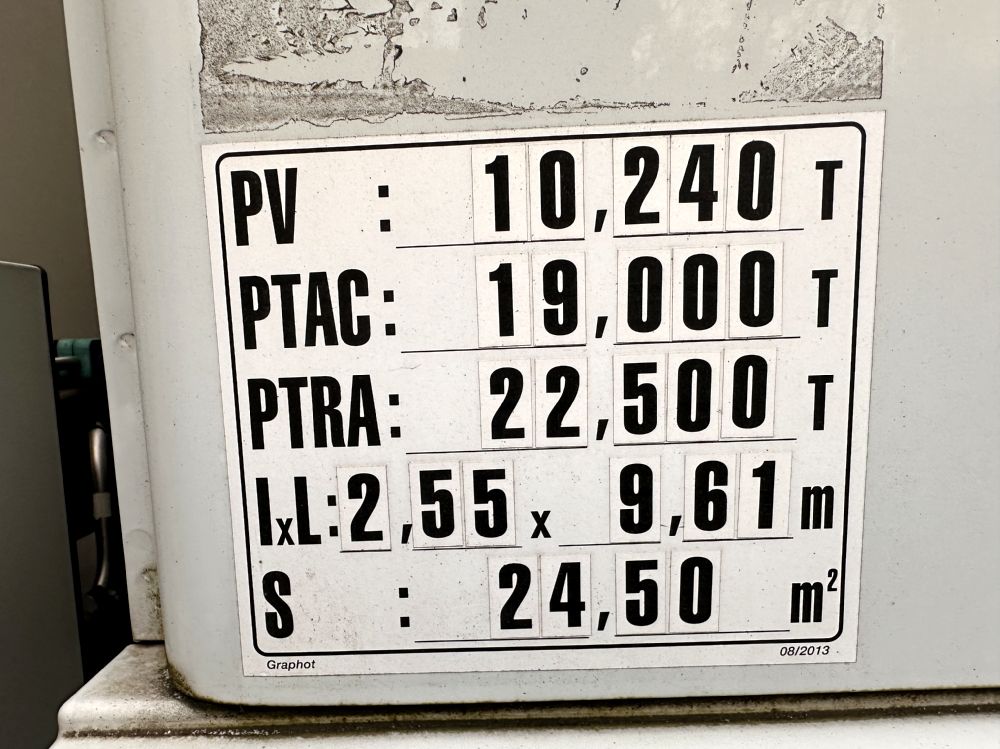 PV : 10,240 T
PTAC: 19,000 T
PTRA: 22,500 T
lxL: 2,55 x 9,61 m
S : 24,50 m²
Graphot 08/2013